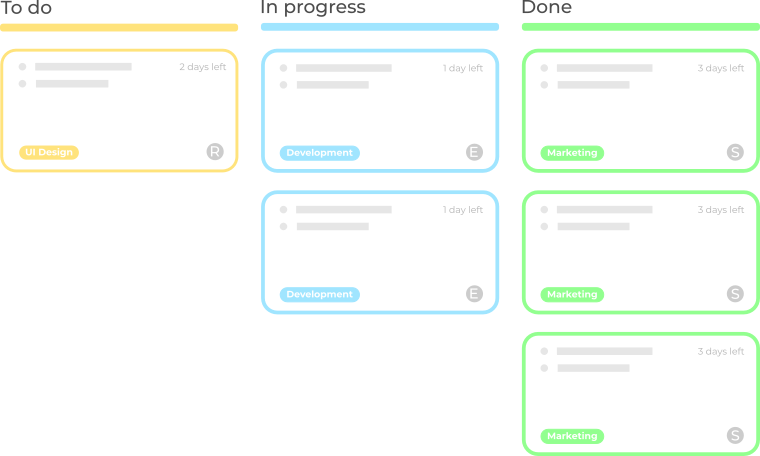 To do
2 days left
UI Design
R
In progress
1 day left
Development
E
1 day left
Development
E
Done
3 days left
Marketing
S
3 days left
Marketing
S
3 days left
Marketing
S